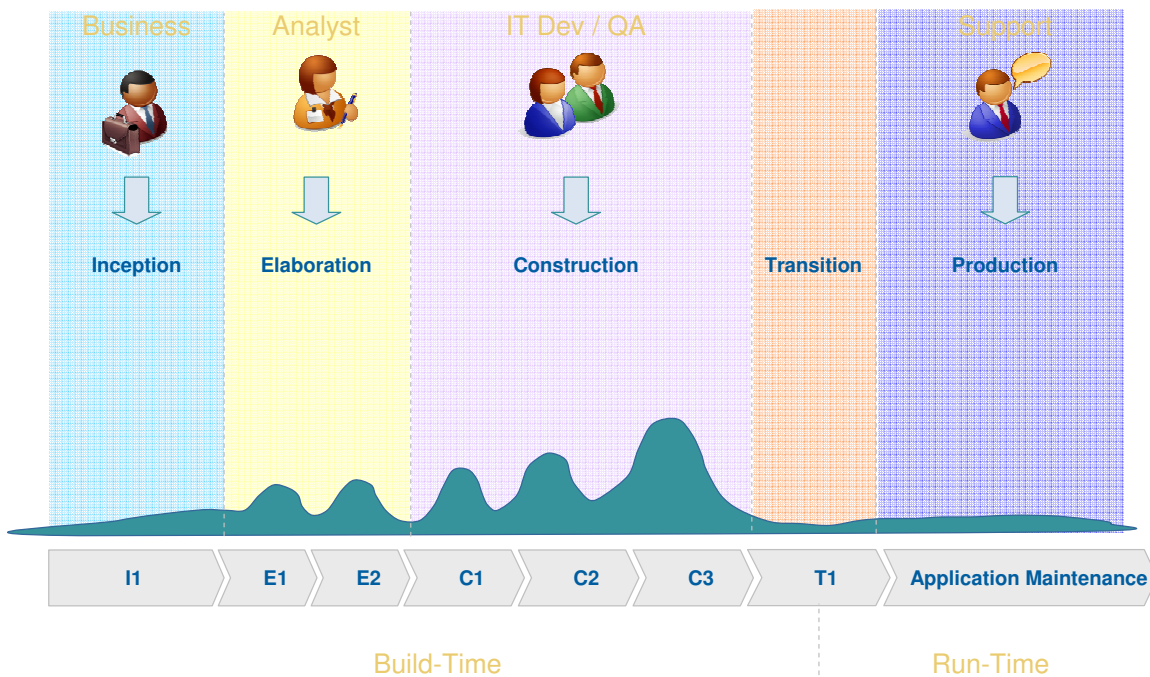 Business
Analyst
IT Dev / QA
Support
Inception
Elaboration
Construction
Transition
Production
I1
E1
E2
C1
C2
C3
T1
Application Maintenance
Build-Time
Run-Time